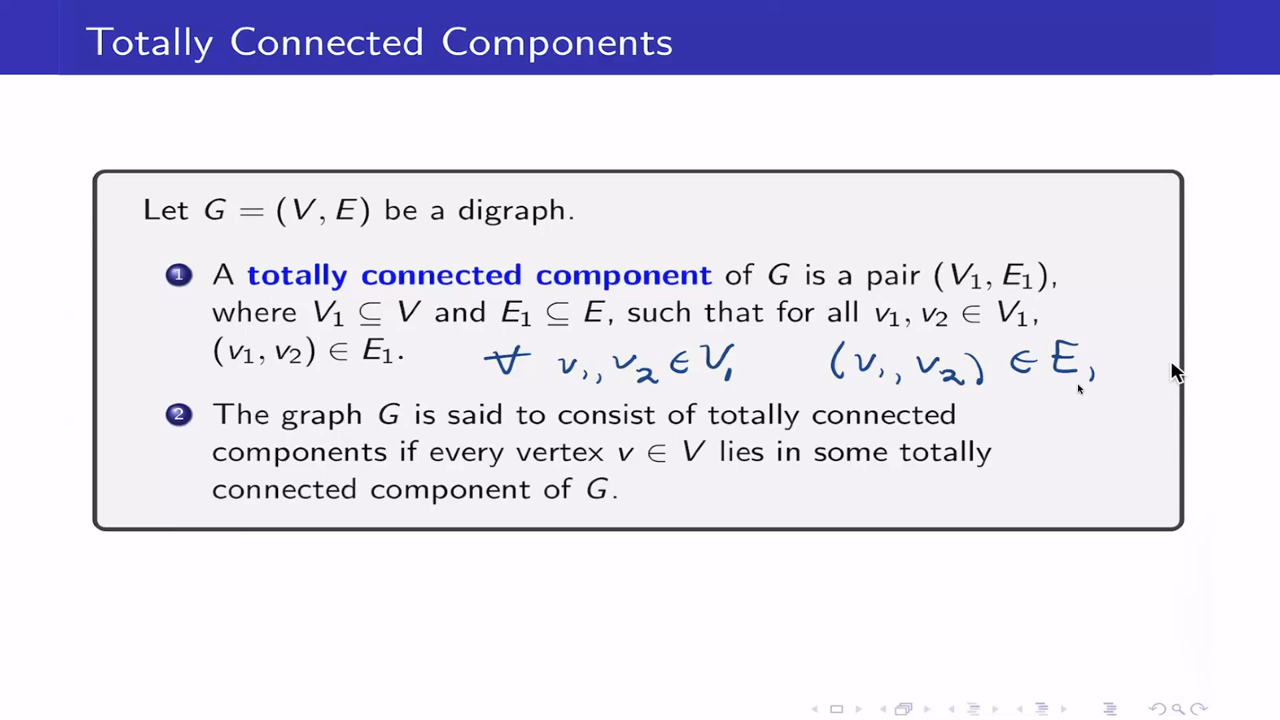 Totally Connected Components
Let G = (V, E) be a digraph.
1 A totally connected component of G is a pair (V₁, E₁),
where V₁ ⊆ V and E₁ ⊆ E, such that for all v₁, v₂ ∈ V₁,
(v₁, v₂) ∈ E₁. ∀ v₁, v₂ ∈ V₁ (v₁, v₂) ∈ E₁
2 The graph G is said to consist of totally connected
components if every vertex v ∈ V lies in some totally
connected component of G.